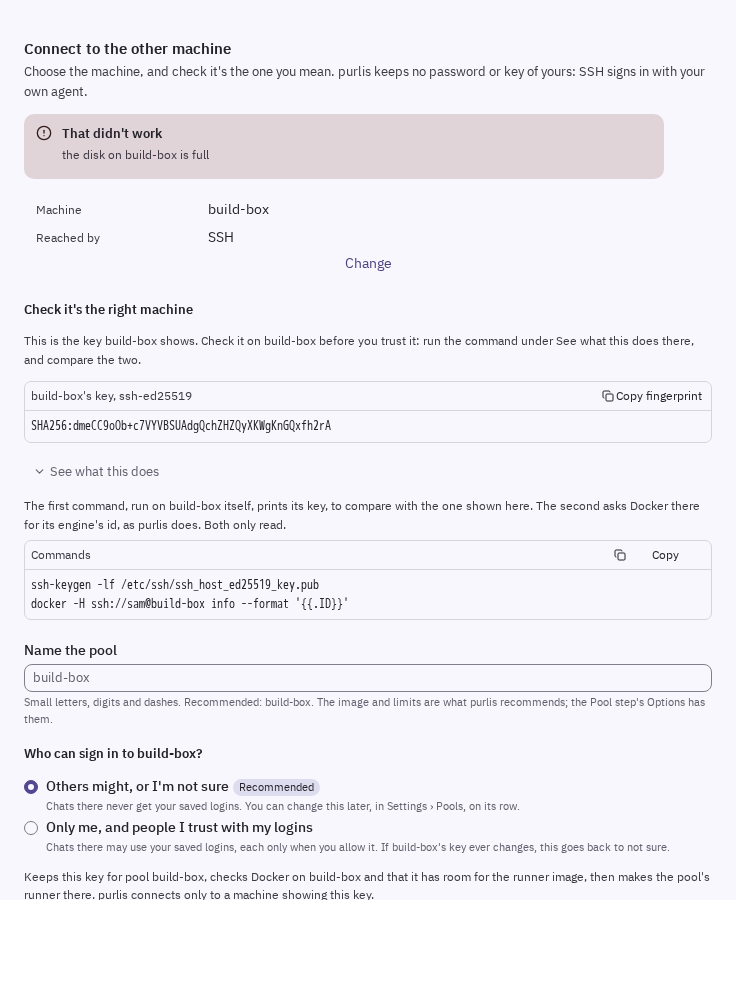 Connect to the other machine
Choose the machine, and check it's the one you mean. purlis keeps no password or key of yours: SSH signs in with your
own agent.
That didn't work
the disk on build-box is full
Machine build-box
Reached by SSH
Change
Check it's the right machine
This is the key build-box shows. Check it on build-box before you trust it: run the command under See what this does there,
and compare the two.
build-box's key, ssh-ed25519 Copy fingerprint
SHA256:dmeCC9oOb+c7VYVBSUAdgQchZHZQyXKWgKnGQxfh2rA
See what this does
The first command, run on build-box itself, prints its key, to compare with the one shown here. The second asks Docker there
for its engine's id, as purlis does. Both only read.
Commands Copy
ssh-keygen -lf /etc/ssh/ssh_host_ed25519_key.pub
docker -H ssh://sam@build-box info --format '{{.ID}}'
Name the pool
build-box
Small letters, digits and dashes. Recommended: build-box. The image and limits are what purlis recommends; the Pool step's Options has
them.
Who can sign in to build-box?
Others might, or I'm not sure Recommended
Chats there never get your saved logins. You can change this later, in Settings › Pools, on its row.
Only me, and people I trust with my logins
Chats there may use your saved logins, each only when you allow it. If build-box's key ever changes, this goes back to not sure.
Keeps this key for pool build-box, checks Docker on build-box and that it has room for the runner image, then makes the pool's
runner there. purlis connects only to a machine showing this key.